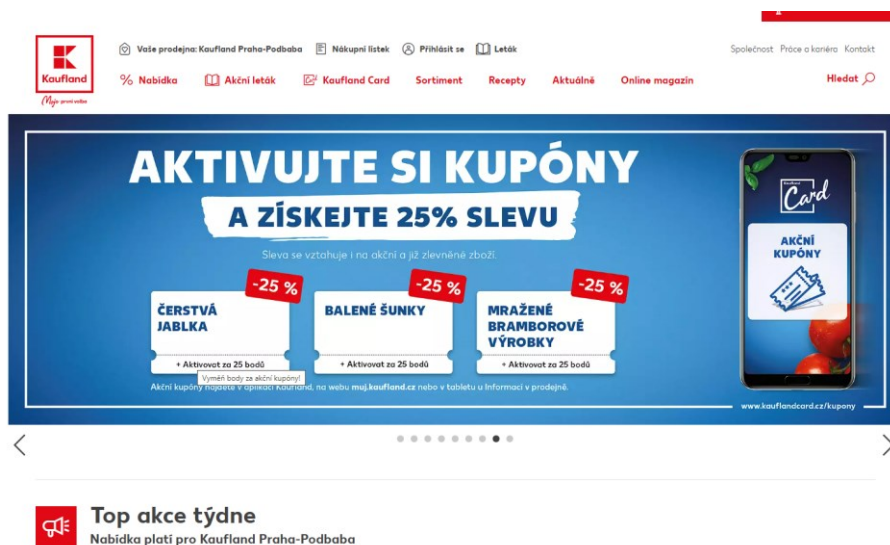 Vaše prodejna: Kaufland Praha-Podbaba Nákupní lístek Přihlásit se Leták
Společnost Práce a kariéra Kontakt
Kaufland
Moje první volba
% Nabídka Akční leták Kaufland Card Sortiment Recepty Aktuálně Online magazín
Hledat
AKTIVUJTE SI KUPÓNY
A ZÍSKEJTE 25% SLEVU
Sleva se vztahuje i na akční a již zlevněné zboží.
-25 %
ČERSTVÁ
JABLKA
+ Aktivovat za 25 bodů
-25 %
BALENÉ ŠUNKY
+ Aktivovat za 25 bodů
-25 %
MRAŽENÉ
BRAMBOROVÉ
VÝROBKY
+ Aktivovat za 25 bodů
Vyměň body za akční kupóny!
Akční kupóny najdete v aplikaci Kaufland, na webu muj.kaufland.cz nebo v tabletu u Informací v prodejně.
Kaufland
Card
AKČNÍ
KUPÓNY
www.kauflandcard.cz/kupony
Top akce týdne
Nabídka platí pro Kaufland Praha-Podbaba